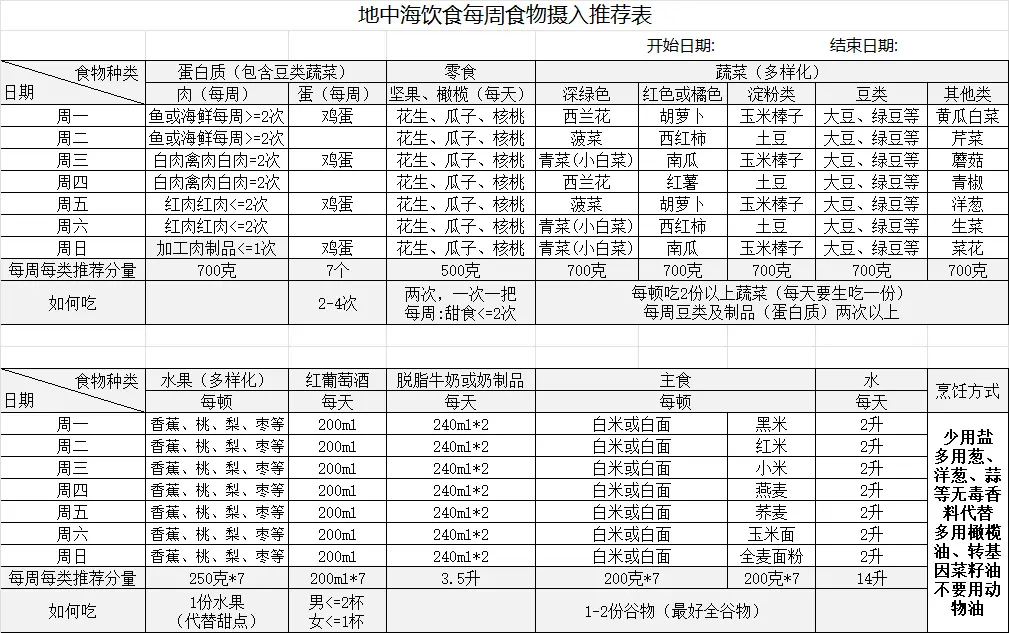 地中海饮食每周食物摄入推荐表
开始日期: 结束日期:
食物种类 蛋白质（包含豆类蔬菜） 零食 蔬菜（多样化）
日期 肉（每周） 蛋（每周） 坚果、橄榄（每天） 深绿色 红色或橘色 淀粉类 豆类 其他类
周一 鱼或海鲜每周>=2次 鸡蛋 花生、瓜子、核桃 西兰花 胡萝卜 玉米棒子 大豆、绿豆等 黄瓜白菜
周二 鱼或海鲜每周>=2次 花生、瓜子、核桃 菠菜 西红柿 土豆 大豆、绿豆等 芹菜
周三 白肉禽肉白肉=2次 鸡蛋 花生、瓜子、核桃 青菜(小白菜) 南瓜 玉米棒子 大豆、绿豆等 蘑菇
周四 白肉禽肉白肉=2次 花生、瓜子、核桃 西兰花 红薯 土豆 大豆、绿豆等 青椒
周五 红肉红肉<=2次 鸡蛋 花生、瓜子、核桃 菠菜 胡萝卜 玉米棒子 大豆、绿豆等 洋葱
周六 红肉红肉<=2次 花生、瓜子、核桃 青菜(小白菜) 西红柿 土豆 大豆、绿豆等 生菜
周日 加工肉制品<=1次 鸡蛋 花生、瓜子、核桃 青菜(小白菜) 南瓜 玉米棒子 大豆、绿豆等 菜花
每周每类推荐分量 700克 7个 500克 700克 700克 700克 700克 700克
如何吃 2-4次 两次，一次一把 每顿吃2份以上蔬菜（每天要生吃一份）
每周:甜食<=2次 每周豆类及制品（蛋白质）两次以上
食物种类 水果（多样化） 红葡萄酒 脱脂牛奶或奶制品 主食 水 烹饪方式
日期 每顿 每天 每天 每顿 每天
周一 香蕉、桃、梨、枣等 200ml 240ml*2 白米或白面 黑米 2升
周二 香蕉、桃、梨、枣等 200ml 240ml*2 白米或白面 红米 2升
周三 香蕉、桃、梨、枣等 200ml 240ml*2 白米或白面 小米 2升
周四 香蕉、桃、梨、枣等 200ml 240ml*2 白米或白面 燕麦 2升
周五 香蕉、桃、梨、枣等 200ml 240ml*2 白米或白面 荞麦 2升
周六 香蕉、桃、梨、枣等 200ml 240ml*2 白米或白面 玉米面 2升
周日 香蕉、桃、梨、枣等 200ml 240ml*2 白米或白面 全麦面粉 2升
每周每类推荐分量 250克*7 200ml*7 3.5升 200克*7 200克*7 14升
如何吃 1份水果 男<=2杯 1-2份谷物（最好全谷物）
（代替甜点） 女<=1杯
少用盐
多用葱、
洋葱、蒜
等无毒香
料代替
多用橄榄
油、转基
因菜籽油
不要用动
物油